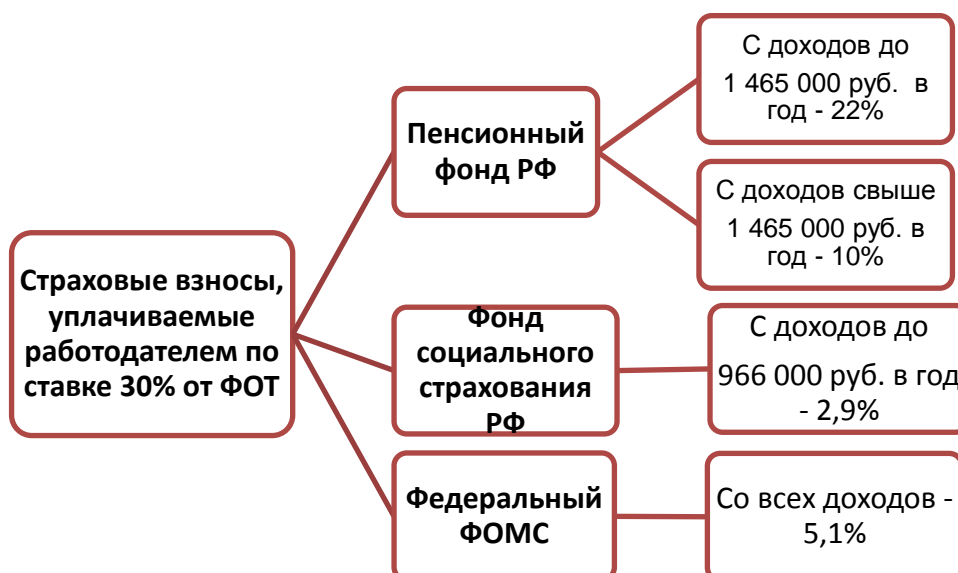 Страховые взносы,
уплачиваемые
работодателем по
ставке 30% от ФОТ
Пенсионный
фонд РФ
С доходов до
1 465 000 руб. в
год - 22%
С доходов свыше
1 465 000 руб. в
год - 10%
Фонд
социального
страхования
РФ
С доходов до
966 000 руб. в год
- 2,9%
Федеральный
ФОМС
Со всех доходов -
5,1%